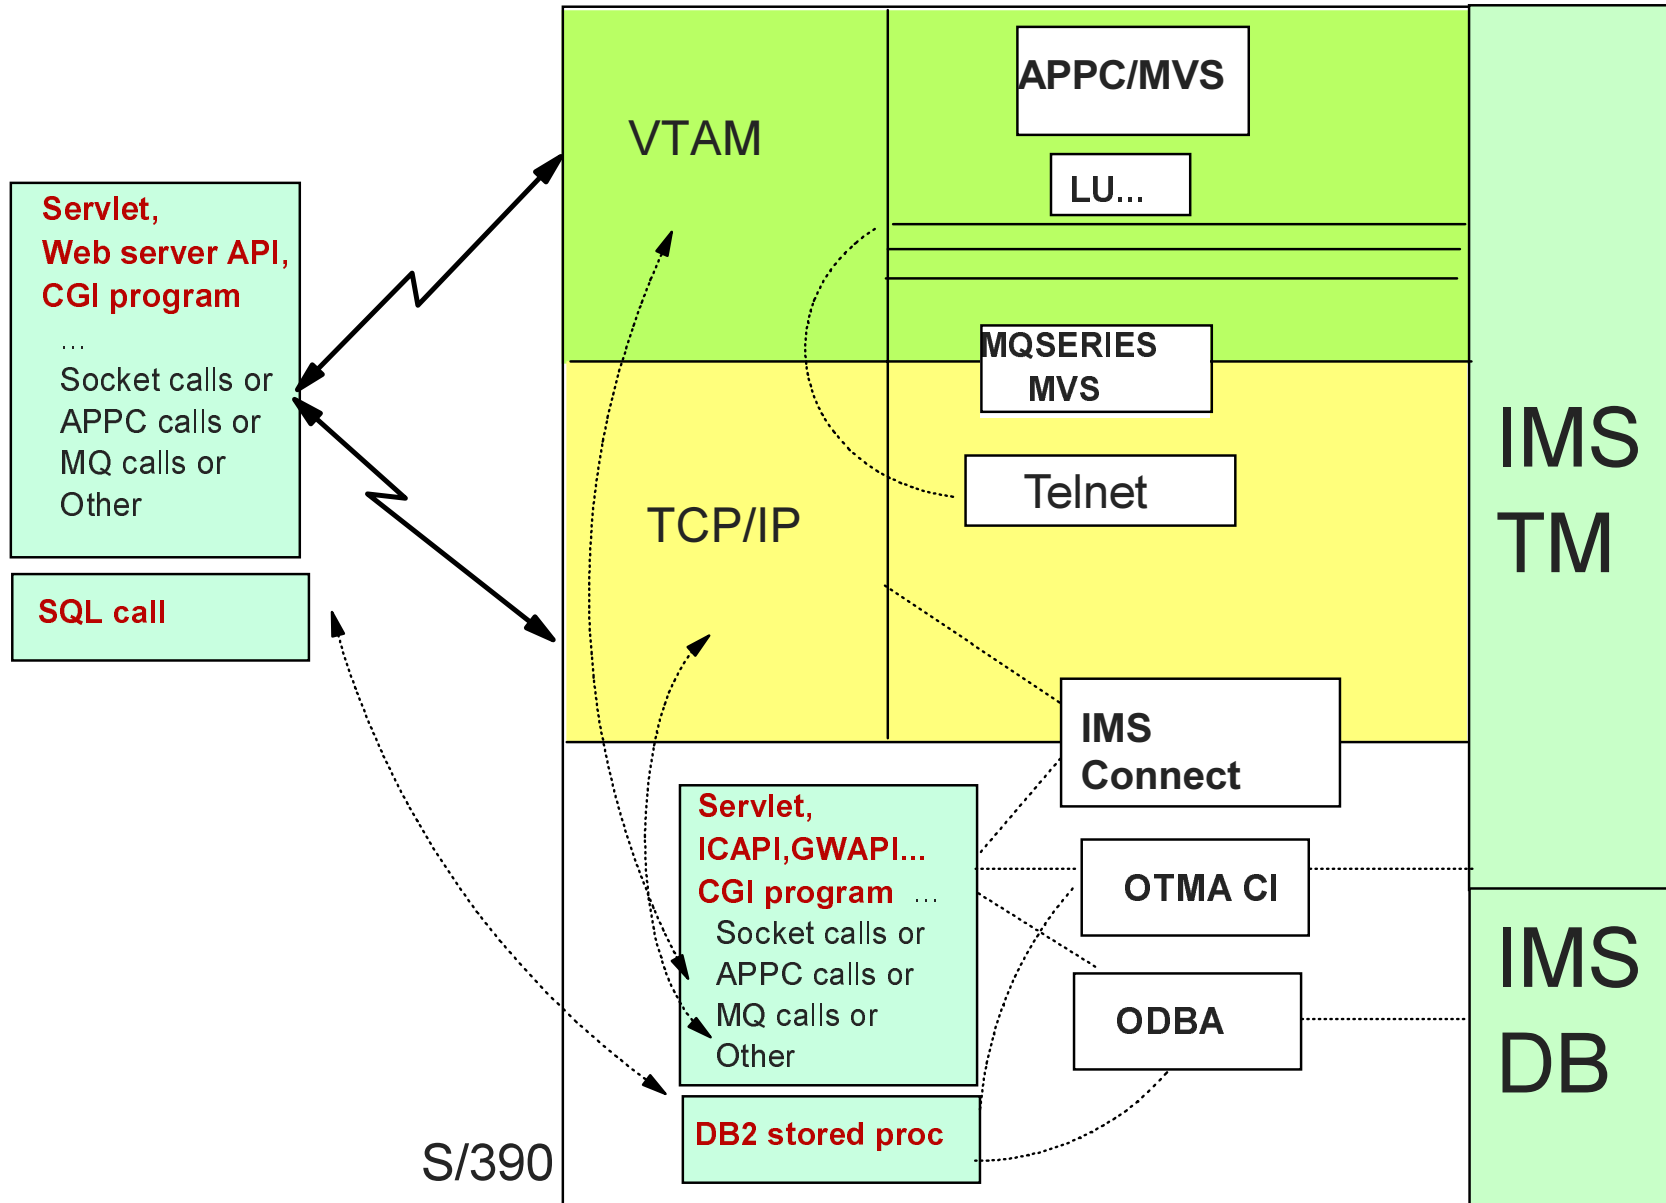 Servlet,
Web server API,
CGI program
...
Socket calls or
APPC calls or
MQ calls or
Other
SQL call
S/390
VTAM
TCP/IP
APPC/MVS
LU...
MQSERIES
MVS
Telnet
IMS
Connect
Servlet,
ICAPI,GWAPI...
CGI program ...
Socket calls or
APPC calls or
MQ calls or
Other
DB2 stored proc
OTMA CI
ODBA
IMS
TM
IMS
DB